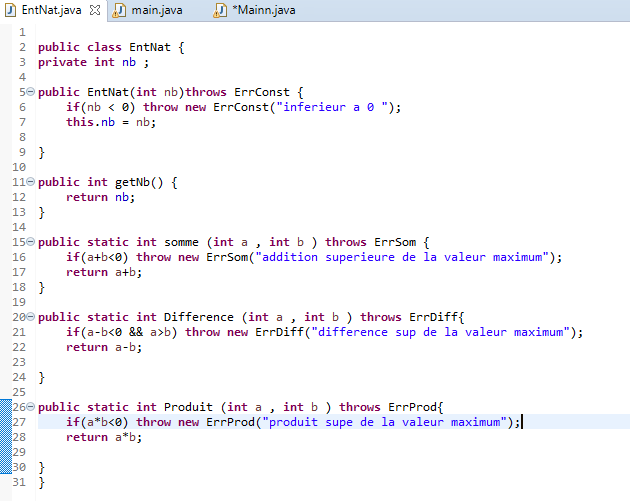 EntNat.java main.java *Mainn.java
1
2 public class EntNat {
3 private int nb ;
4
5 public EntNat(int nb)throws ErrConst {
6 if(nb < 0) throw new ErrConst("inferieur a 0 ");
7 this.nb = nb;
8
9 }
10
11 public int getNb() {
12 return nb;
13 }
14
15 public static int somme (int a , int b ) throws ErrSom {
16 if(a+b<0) throw new ErrSom("addition superieure de la valeur maximum");
17 return a+b;
18 }
19
20 public static int Difference (int a , int b ) throws ErrDiff{
21 if(a-b<0 && a>b) throw new ErrDiff("difference sup de la valeur maximum");
22 return a-b;
23
24 }
25
26 public static int Produit (int a , int b ) throws ErrProd{
27 if(a*b<0) throw new ErrProd("produit supe de la valeur maximum");
28 return a*b;
29
30 }
31 }